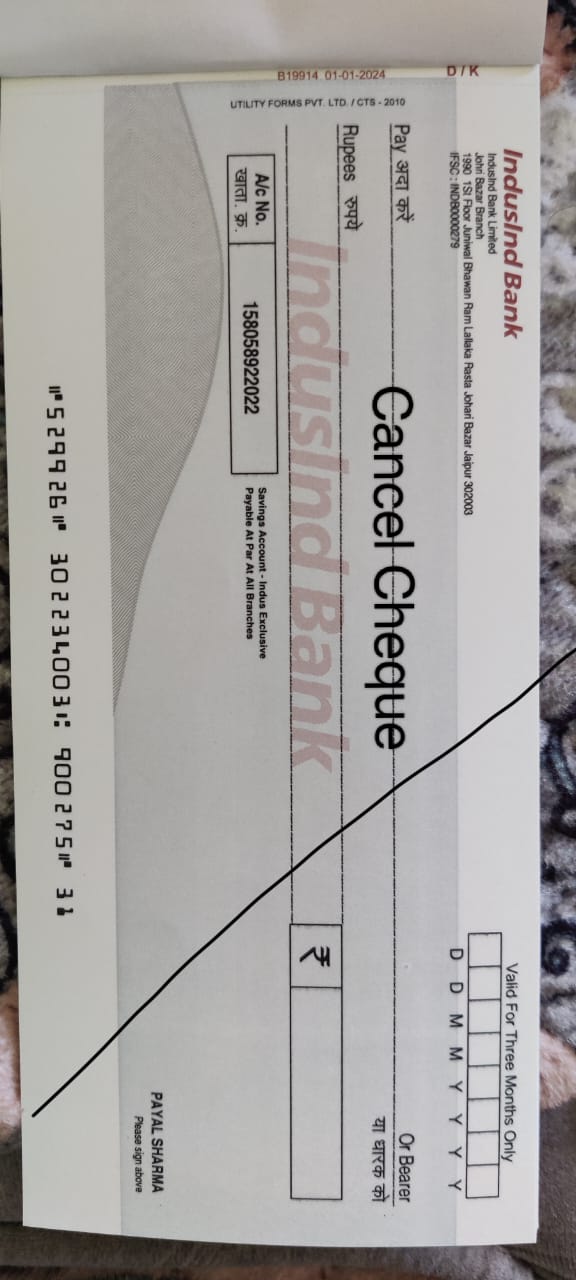 B19914 01-01-2024
D / K
UTILITY FORMS PVT. LTD. / CTS - 2010
IndusInd Bank
IndusInd Bank Limited
Johri Bazar Branch
1990 1St Floor Juniwal Bhawan Ram Lallaka Rasta Johari Bazar Jaipur 302003
IFSC : INDB0000279
Valid For Three Months Only
D D M M Y Y Y Y
Pay अदा करें
Cancel Cheque
Or Bearer
या धारक को
Rupees रुपये
IndusInd Bank
₹
A/c No.
खाता. क्र.
158058922022
Savings Account - Indus Exclusive
Payable At Par At All Branches
PAYAL SHARMA
Please sign above
⑈529926⑈ 302234003⑆ 900275⑈ 31